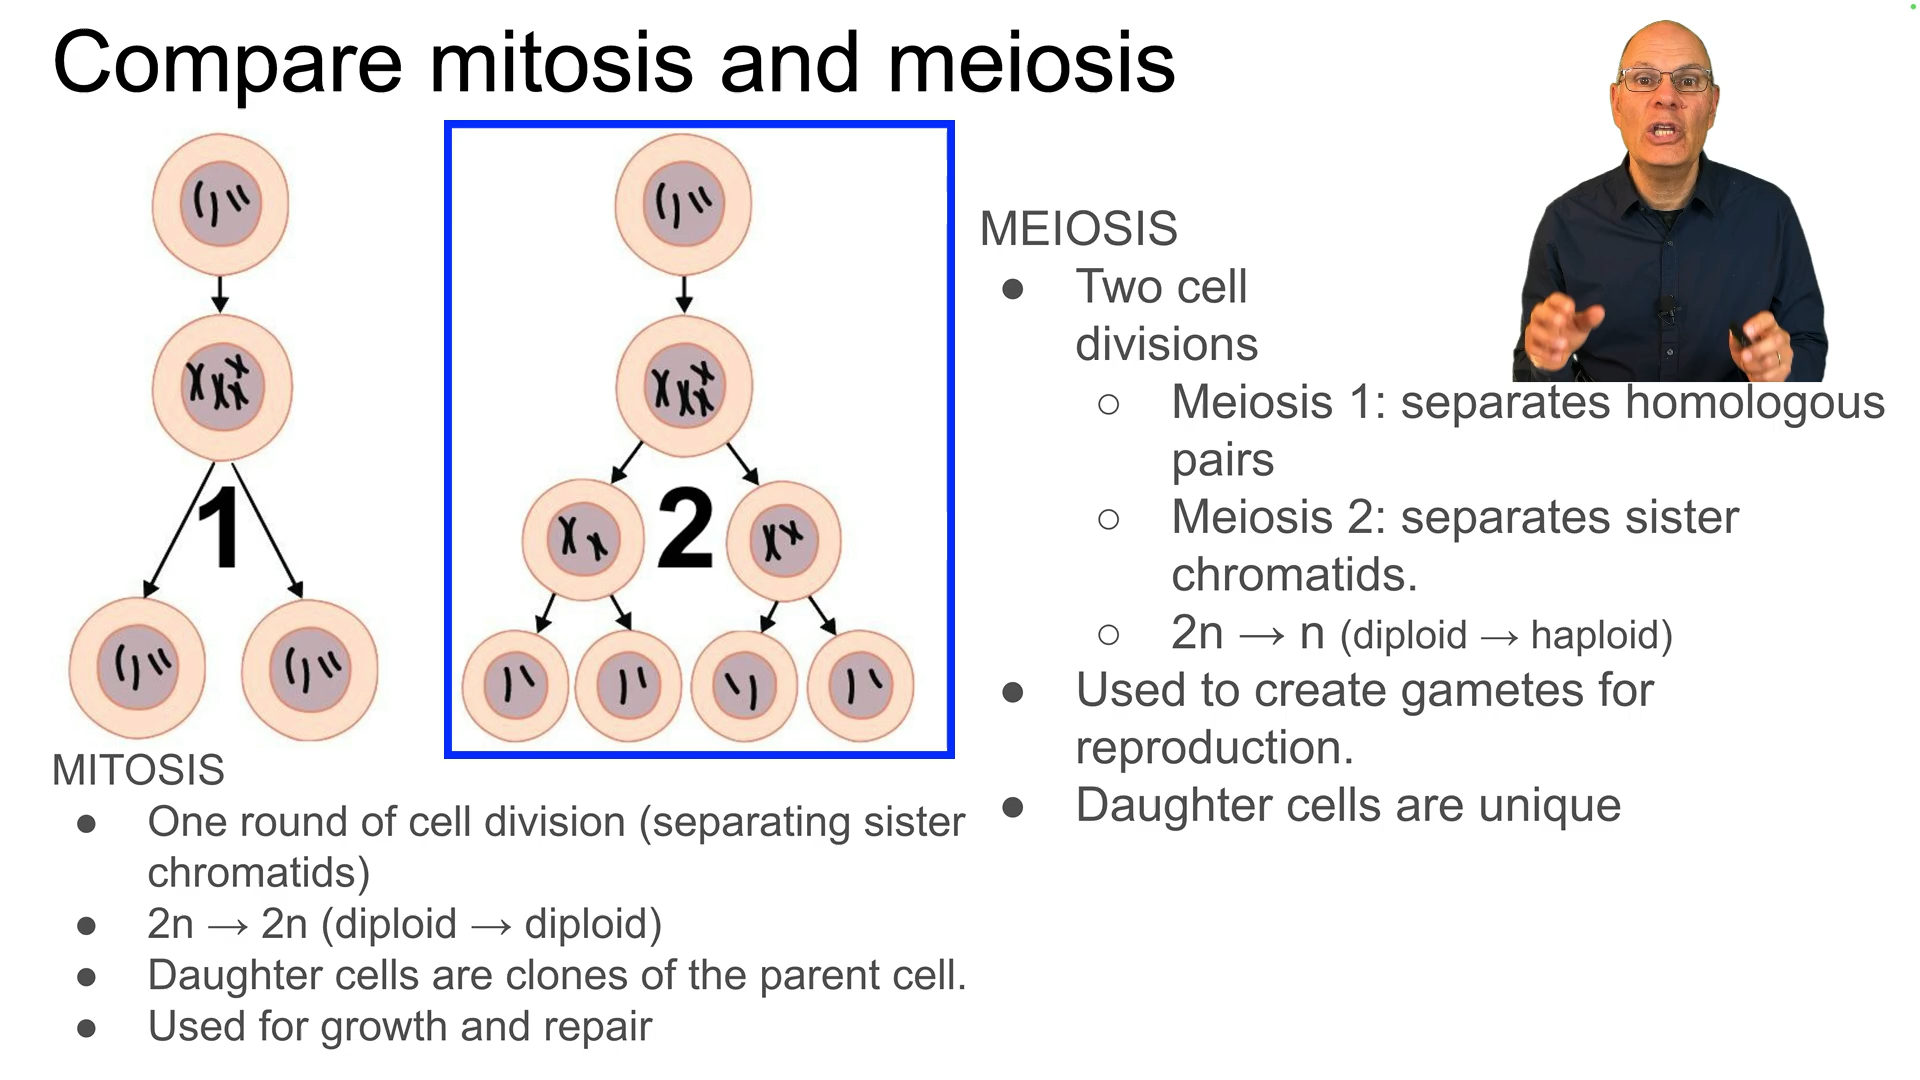 Compare mitosis and meiosis
1
2
MITOSIS
● One round of cell division (separating sister
chromatids)
● 2n → 2n (diploid → diploid)
● Daughter cells are clones of the parent cell.
● Used for growth and repair
MEIOSIS
● Two cell
divisions
○ Meiosis 1: separates homologous
pairs
○ Meiosis 2: separates sister
chromatids.
○ 2n → n (diploid → haploid)
● Used to create gametes for
reproduction.
● Daughter cells are unique